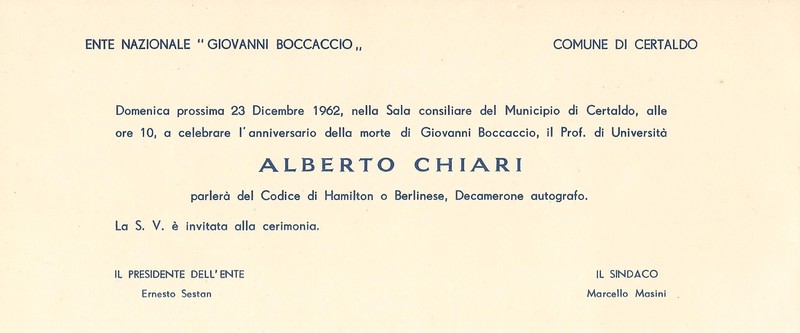 ENTE NAZIONALE “ GIOVANNI BOCCACCIO „
COMUNE DI CERTALDO
Domenica prossima 23 Dicembre 1962, nella Sala consiliare del Municipio di Certaldo, alle
ore 10, a celebrare l'anniversario della morte di Giovanni Boccaccio, il Prof. di Università
ALBERTO CHIARI
parlerà del Codice di Hamilton o Berlinese, Decamerone autografo.
La S. V. è invitata alla cerimonia.
IL PRESIDENTE DELL'ENTE
Ernesto Sestan
IL SINDACO
Marcello Masini